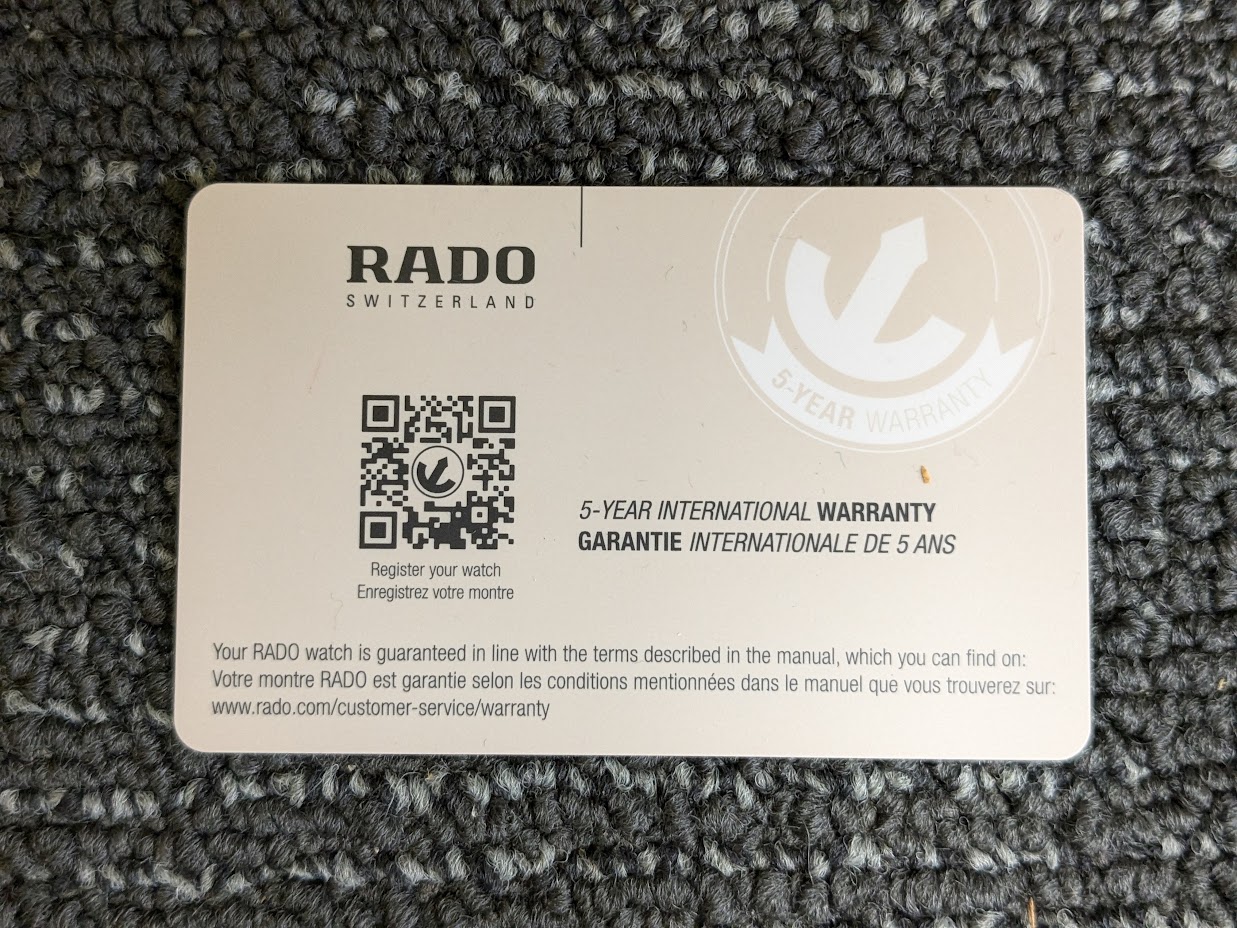 RADO
SWITZERLAND
5-YEAR WARRANTY
5-YEAR INTERNATIONAL WARRANTY
GARANTIE INTERNATIONALE DE 5 ANS
Register your watch
Enregistrez votre montre
Your RADO watch is guaranteed in line with the terms described in the manual, which you can find on:
Votre montre RADO est garantie selon les conditions mentionnées dans le manuel que vous trouverez sur:
www.rado.com/customer-service/warranty